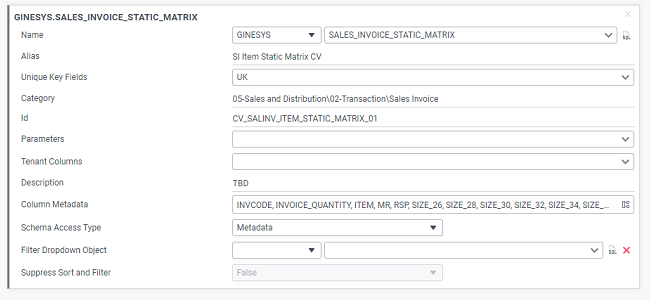 GINESYS.SALES_INVOICE_STATIC_MATRIX
Name GINESYS SALES_INVOICE_STATIC_MATRIX SQL
Alias SI Item Static Matrix CV
Unique Key Fields UK
Category 05-Sales and Distribution\02-Transaction\Sales Invoice
Id CV_SALINV_ITEM_STATIC_MATRIX_01
Parameters
Tenant Columns
Description TBD
Column Metadata INVCODE, INVOICE_QUANTITY, ITEM, MR, RSP, SIZE_26, SIZE_28, SIZE_30, SIZE_32, SIZE_34, SIZE_...
Schema Access Type Metadata
Filter Dropdown Object SQL
Suppress Sort and Filter False